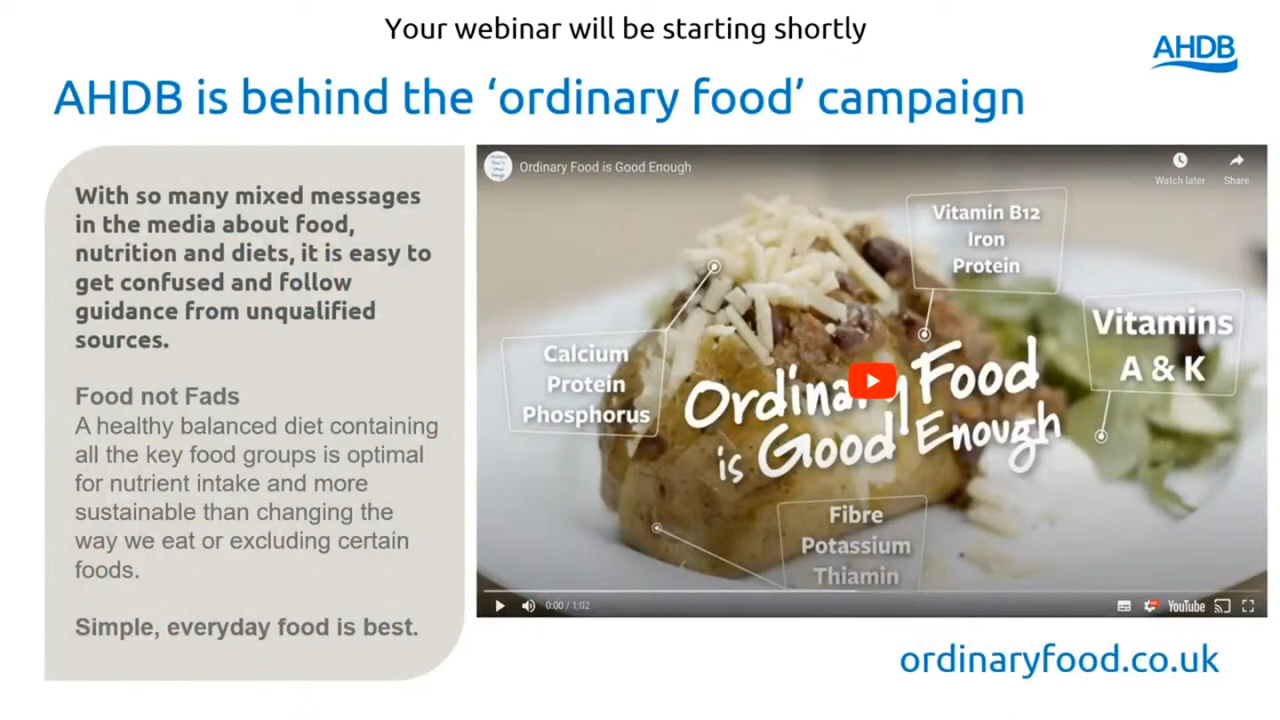 Your webinar will be starting shortly
AHDB
AHDB is behind the ‘ordinary food’ campaign
With so many mixed messages
in the media about food,
nutrition and diets, it is easy to
get confused and follow
guidance from unqualified
sources.
Food not Fads
A healthy balanced diet containing
all the key food groups is optimal
for nutrient intake and more
sustainable than changing the
way we eat or excluding certain
foods.
Simple, everyday food is best.
Ordinary Food is Good Enough
Watch later
Share
Vitamin B12
Iron
Protein
Vitamins
A & K
Calcium
Protein
Phosphorus
Ordinary Food
is Good Enough
Fibre
Potassium
Thiamin
0:00 / 1:02
YouTube
ordinaryfood.co.uk